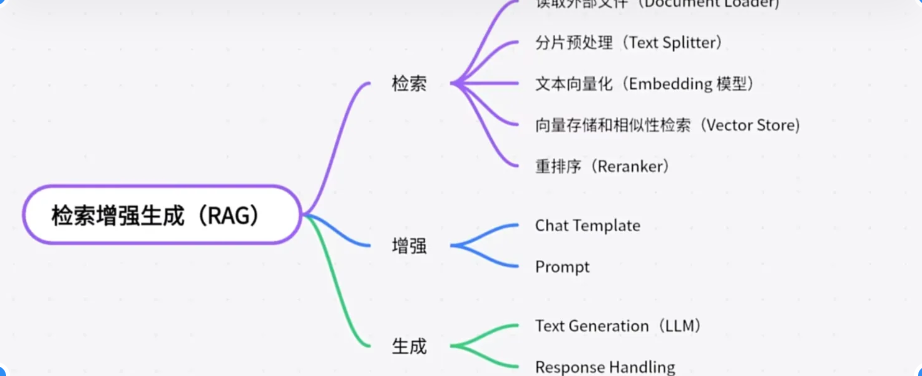 读取外部文件（Document Loader)
分片预处理（Text Splitter）
检索
文本向量化（Embedding 模型）
向量存储和相似性检索（Vector Store)
重排序（Reranker）
检索增强生成（RAG）
Chat Template
增强
Prompt
Text Generation（LLM）
生成
Response Handling